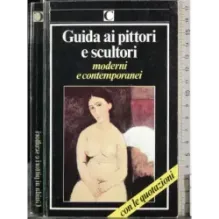 Guida ai pittori
e scultori
moderni
e contemporanei
con le quotazioni